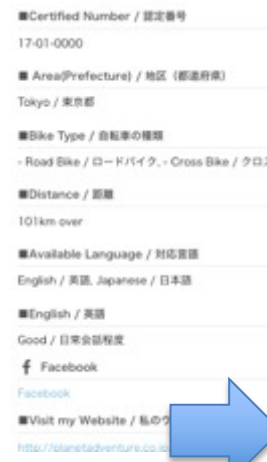 ■Certified Number / 認定番号
17-01-0000
■ Area(Prefecture) / 地区（都道府県）
Tokyo / 東京都
■Bike Type / 自転車の種類
- Road Bike / ロードバイク, - Cross Bike / クロス
■Distance / 距離
101km over
■Available Language / 対応言語
English / 英語, Japanese / 日本語
■English / 英語
Good / 日常会話程度
f Facebook
Facebook
■Visit my Website / 私のウ
http://planetadventure.co.jp